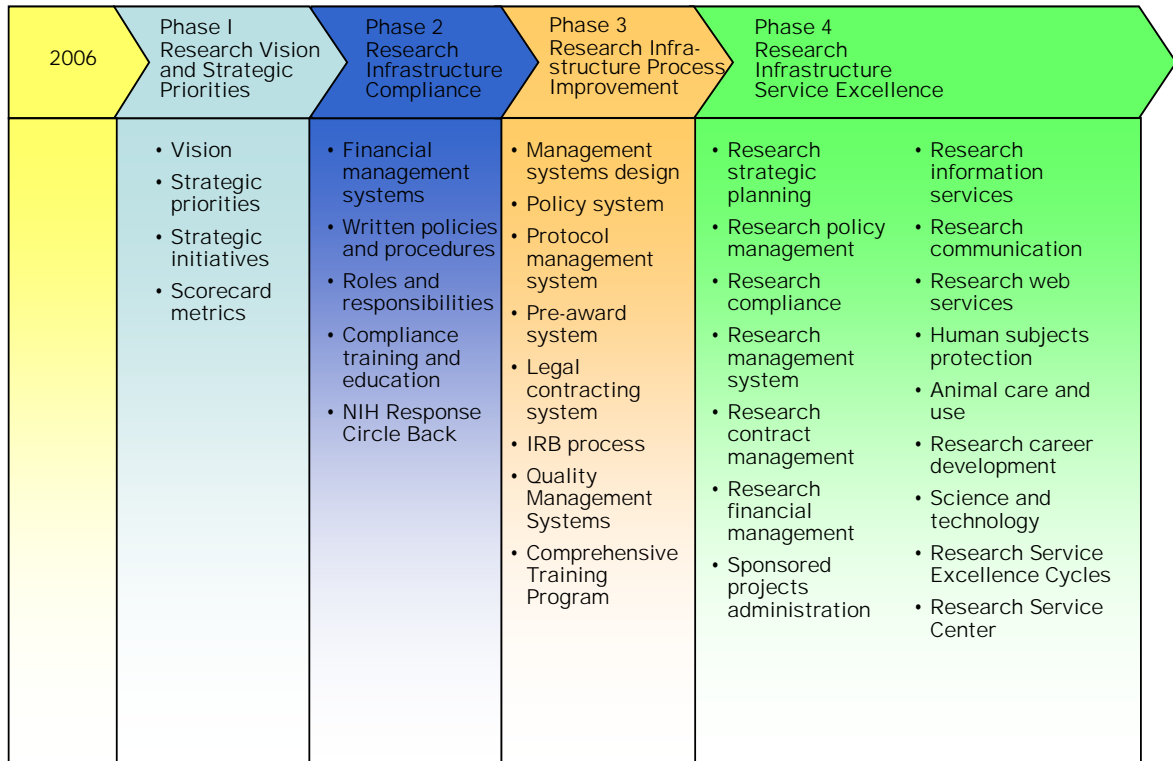 2006
Phase I
Research Vision
and Strategic
Priorities
Phase 2
Research
Infrastructure
Compliance
Phase 3
Research Infra-
structure Process
Improvement
Phase 4
Research
Infrastructure
Service Excellence
• Vision
• Strategic
priorities
• Strategic
initiatives
• Scorecard
metrics
• Financial
management
systems
• Written policies
and procedures
• Roles and
responsibilities
• Compliance
training and
education
• NIH Response
Circle Back
• Management
systems design
• Policy system
• Protocol
management
system
• Pre-award
system
• Legal
contracting
system
• IRB process
• Quality
Management
Systems
• Comprehensive
Training
Program
• Research
strategic
planning
• Research policy
management
• Research
compliance
• Research
management
system
• Research
contract
management
• Research
financial
management
• Sponsored
projects
administration
• Research
information
services
• Research
communication
• Research web
services
• Human subjects
protection
• Animal care and
use
• Research career
development
• Science and
technology
• Research Service
Excellence Cycles
• Research Service
Center